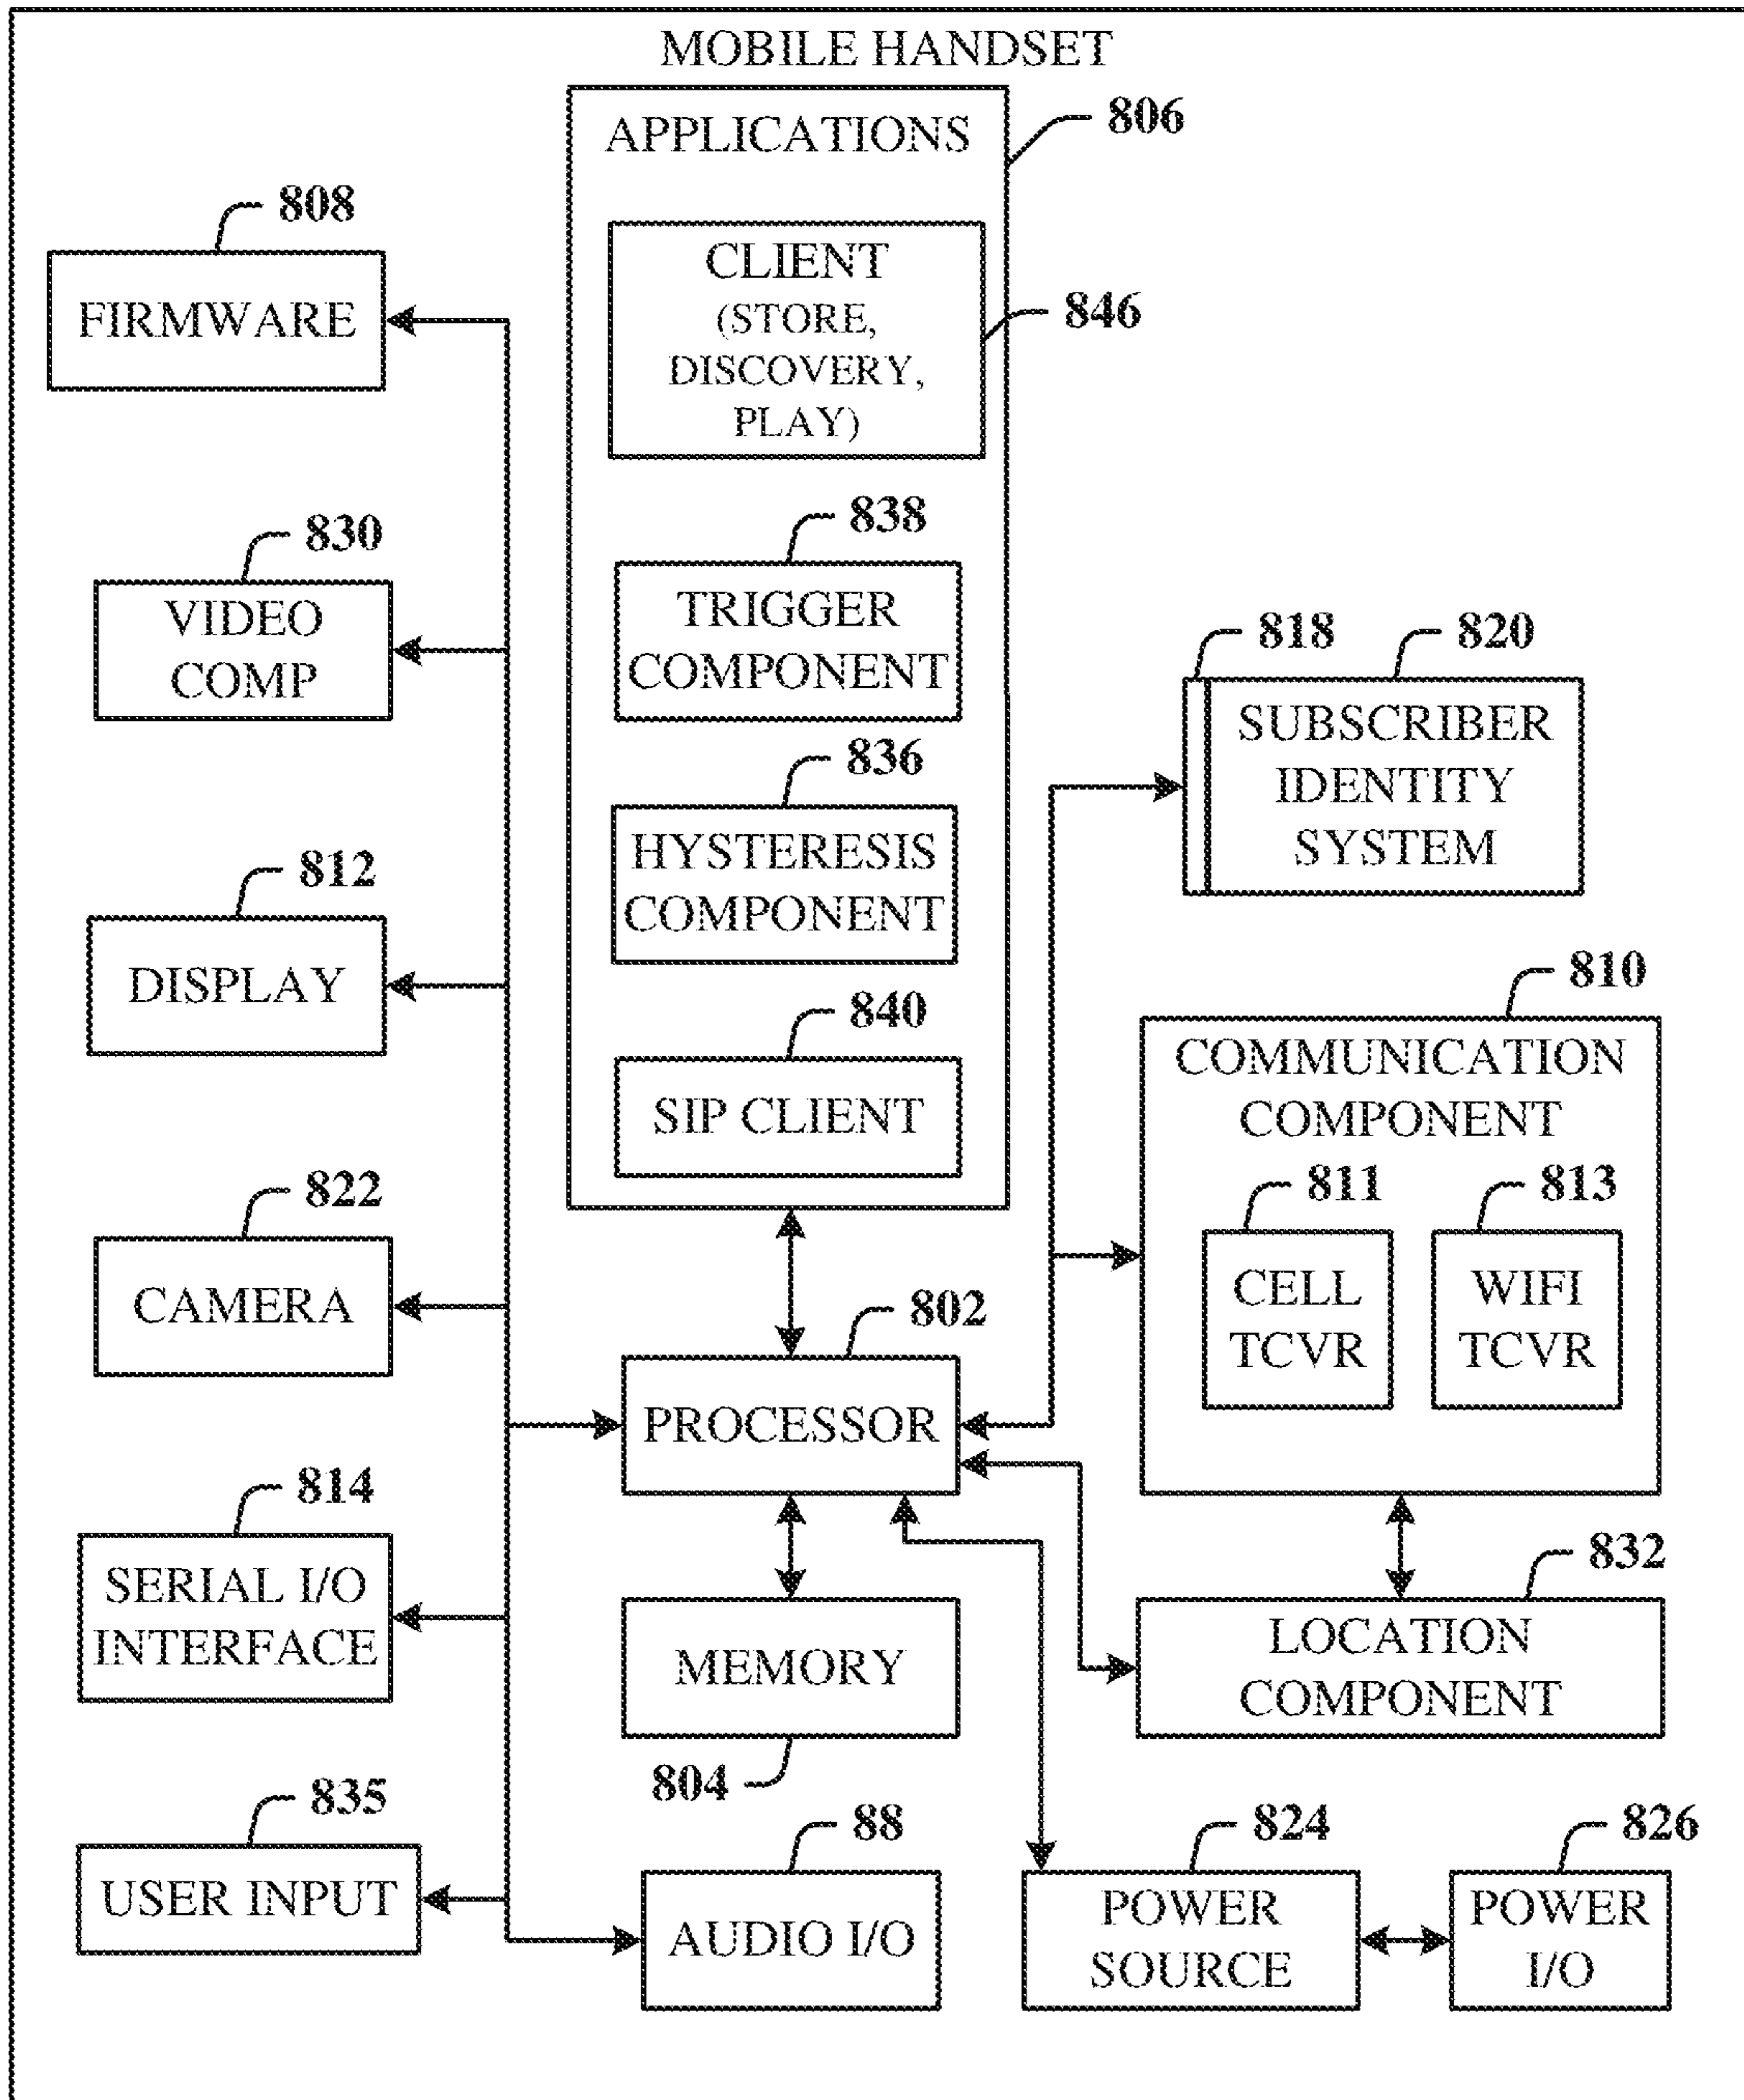 MOBILE HANDSET
APPLICATIONS
806
808
FIRMWARE
CLIENT
(STORE,
DISCOVERY,
PLAY)
846
830
VIDEO
COMP
838
TRIGGER
COMPONENT
818
820
SUBSCRIBER
IDENTITY
SYSTEM
836
HYSTERESIS
COMPONENT
812
DISPLAY
840
SIP CLIENT
810
COMMUNICATION
COMPONENT
811
CELL
TCVR
813
WIFI
TCVR
822
CAMERA
802
PROCESSOR
814
SERIAL I/O
INTERFACE
MEMORY
804
832
LOCATION
COMPONENT
835
USER INPUT
88
AUDIO I/O
824
POWER
SOURCE
826
POWER
I/O